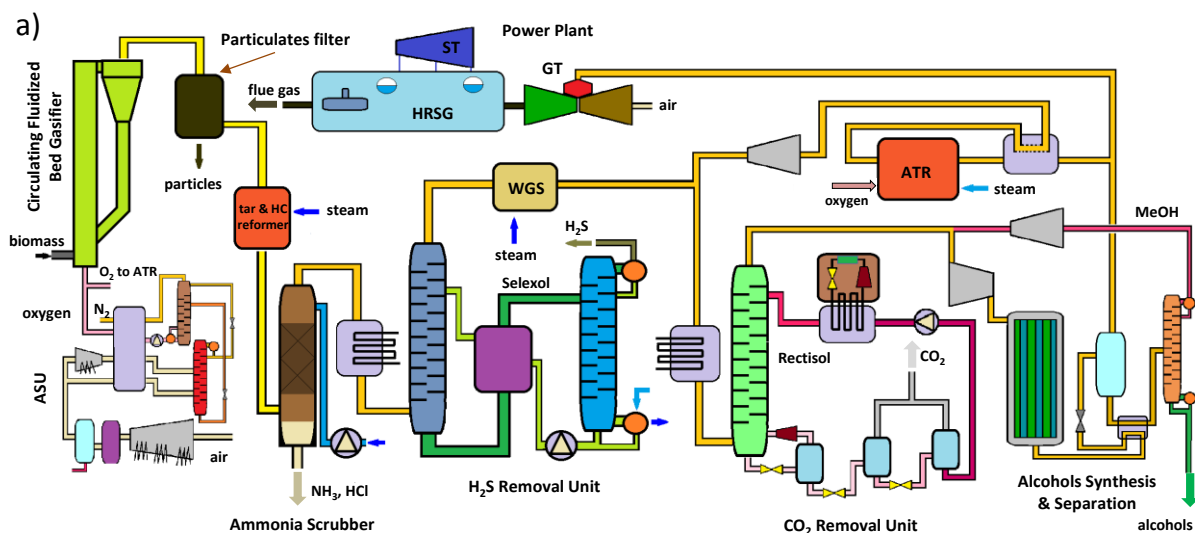 a)
Particulates filter
Power Plant
ST
GT
flue gas
HRSG
air
Circulating Fluidized
Bed Gasifier
particles
WGS
ATR
oxygen
steam
tar & HC
reformer
steam
H2S
steam
MeOH
biomass
O2 to ATR
Selexol
oxygen
N2
Rectisol
CO2
ASU
air
NH3, HCl
H2S Removal Unit
Alcohols Synthesis
& Separation
Ammonia Scrubber
CO2 Removal Unit
alcohols